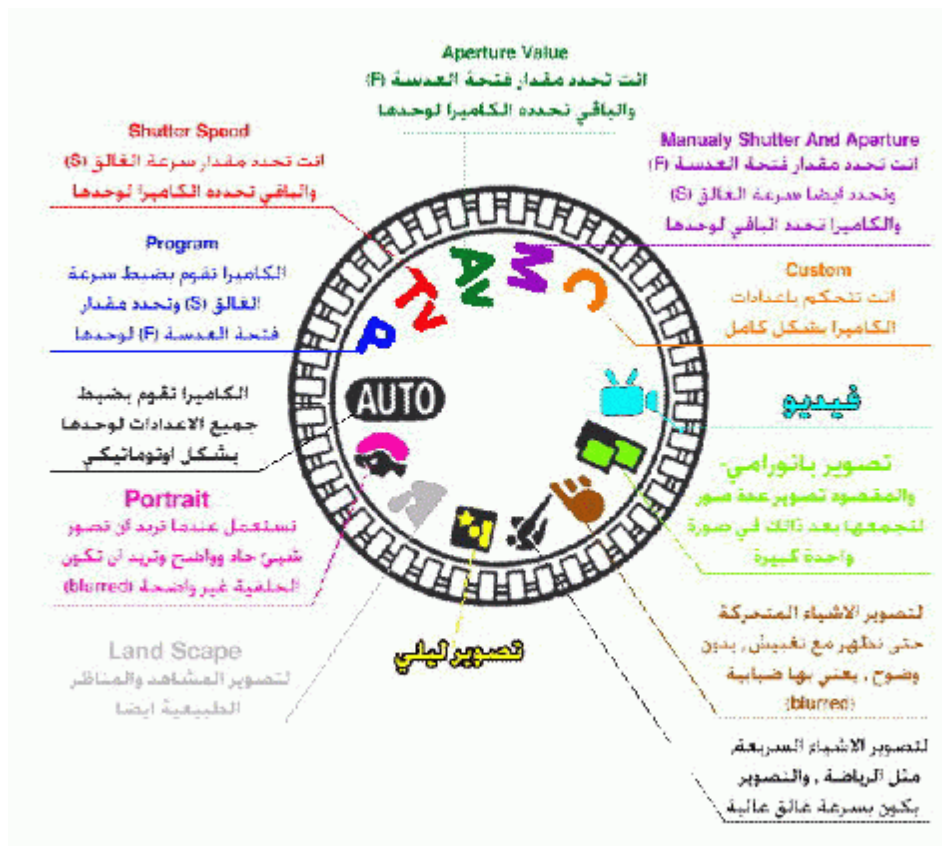 Aperture Value
انت تحدد مقدار فتحة العدسة (F)
والباقي تحدده الكاميرا لوحدها
Shutter Speed
انت تحدد مقدار سرعة الغالق (S)
والباقي تحدده الكاميرا لوحدها
Manualy Shutter And Aperture
انت تحدد مقدار فتحة العدسة (F)
وتحدد ايضا سرعة الغالق (S)
والكاميرا تحدد الباقي لوحدها
Program
الكاميرا تقوم بضبط سرعة
الغالق (S) وتحدد مقدار
فتحة العدسة (F) لوحدها
Custom
انت تتحكم باعدادات
الكاميرا بشكل كامل
P
Tv
Av
M
C
AUTO
الكاميرا تقوم بضبط
جميع الاعدادات لوحدها
بشكل اوتوماتيكي
فيديو
تصوير بانورامي-
والمقصود تصوير عدة صور
لتجمعها بعد ذالك في صورة
واحدة كبيرة
Portrait
تستعمل عندما تريد ان تصور
شيئ حاد وواضح وتريد ان تكون
الخلفية غير واضحة (blurred)
لتصوير الاشياء المتحركة
حتى تظهر مع تغبيش , بدون
وضوح , يعني بها ضبابية
(blurred)
تصوير ليلي
Land Scape
لتصوير المشاهد والمناظر
الطبيعية ايضا
لتصوير الاشياء السريعة,
مثل الرياضة , والتصوير
يكون بسرعة غالق عالية